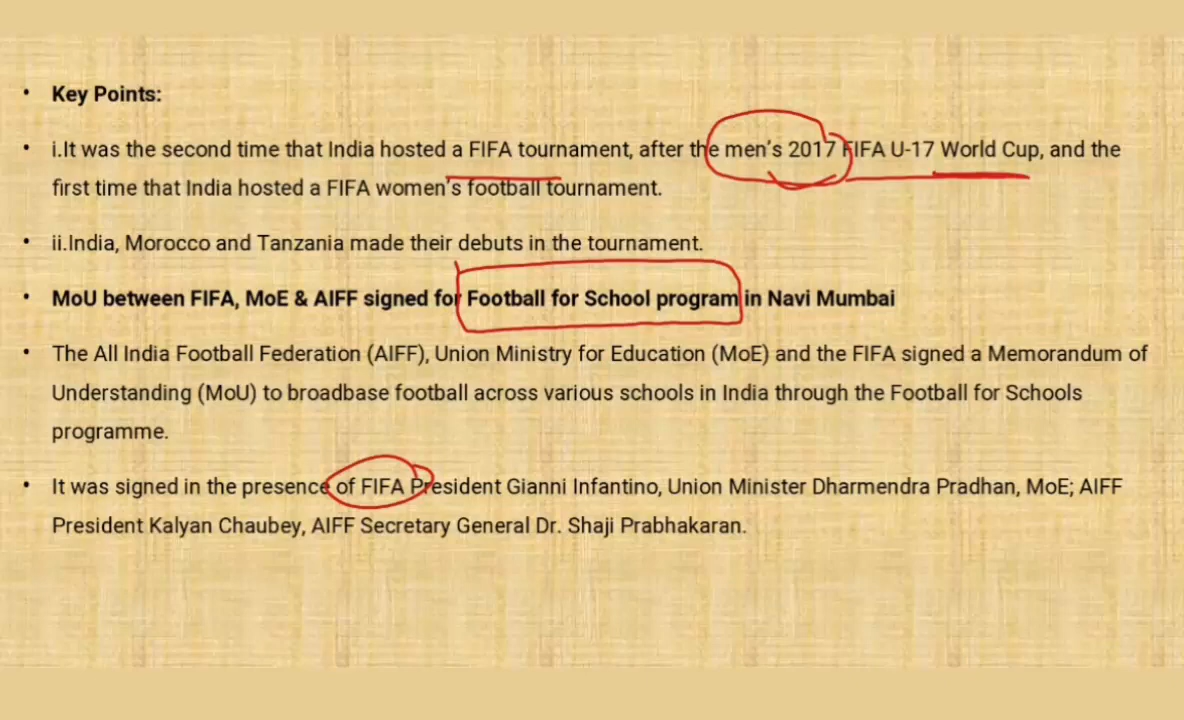 • Key Points:
• i.It was the second time that India hosted a FIFA tournament, after the men's 2017 FIFA U-17 World Cup, and the
first time that India hosted a FIFA women's football tournament.
• ii.India, Morocco and Tanzania made their debuts in the tournament.
• MoU between FIFA, MoE & AIFF signed for Football for School program in Navi Mumbai
• The All India Football Federation (AIFF), Union Ministry for Education (MoE) and the FIFA signed a Memorandum of
Understanding (MoU) to broadbase football across various schools in India through the Football for Schools
programme.
• It was signed in the presence of FIFA President Gianni Infantino, Union Minister Dharmendra Pradhan, MoE; AIFF
President Kalyan Chaubey, AIFF Secretary General Dr. Shaji Prabhakaran.